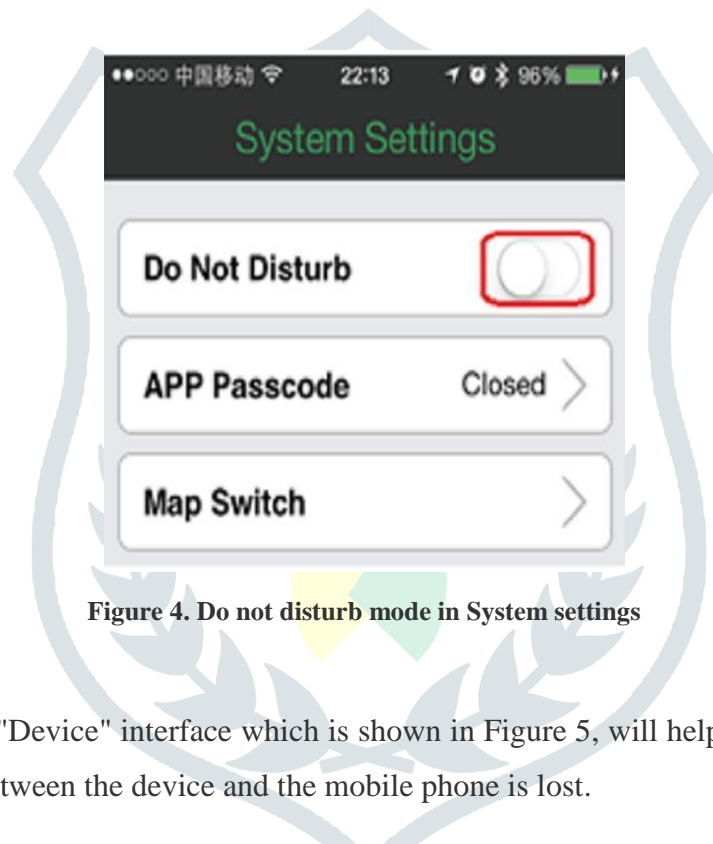 ●●○○○ 中国移动 22:13 96%
System Settings
Do Not Disturb
APP Passcode Closed
Map Switch
Figure 4. Do not disturb mode in System settings
"Device" interface which is shown in Figure 5, will help
tween the device and the mobile phone is lost.